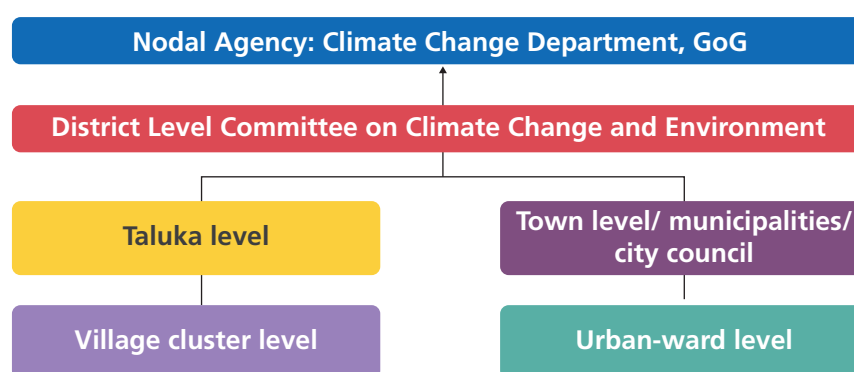 Nodal Agency: Climate Change Department, GoG
District Level Committee on Climate Change and Environment
Taluka level
Town level/ municipalities/
city council
Village cluster level
Urban-ward level